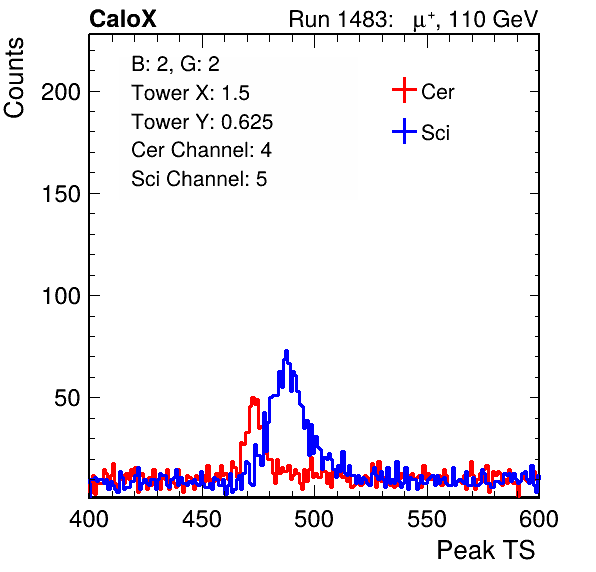 CaloX Run 1483: μ⁺, 110 GeV
Counts
B: 2, G: 2
Tower X: 1.5
Tower Y: 0.625
Cer Channel: 4
Sci Channel: 5
Cer
Sci
200
150
100
50
400 450 500 550 600
Peak TS